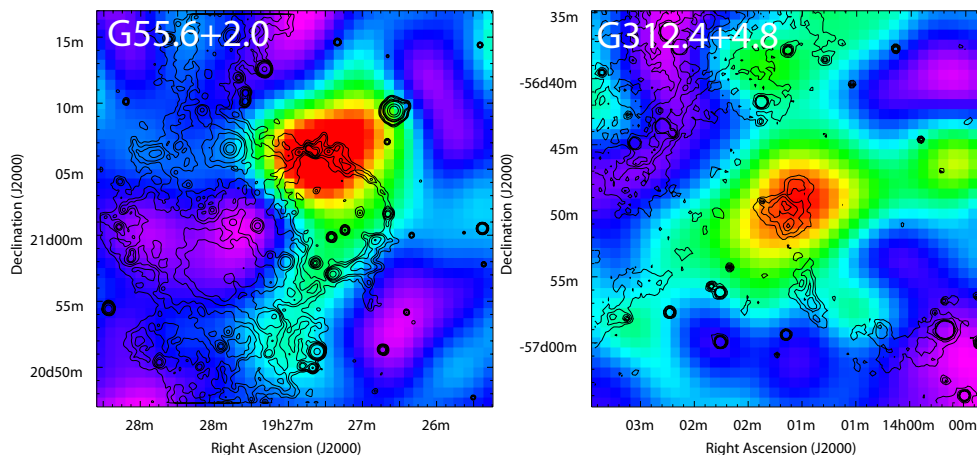 G55.6+2.0
G312.4+4.8
Declination (J2000)
15m
10m
05m
21d00m
55m
20d50m
28m 28m 19h27m 27m 26m
Right Ascension (J2000)
Declination (J2000)
35m
-56d40m
45m
50m
55m
-57d00m
03m 02m 02m 01m 01m 14h00m 00m
Right Ascension (J2000)